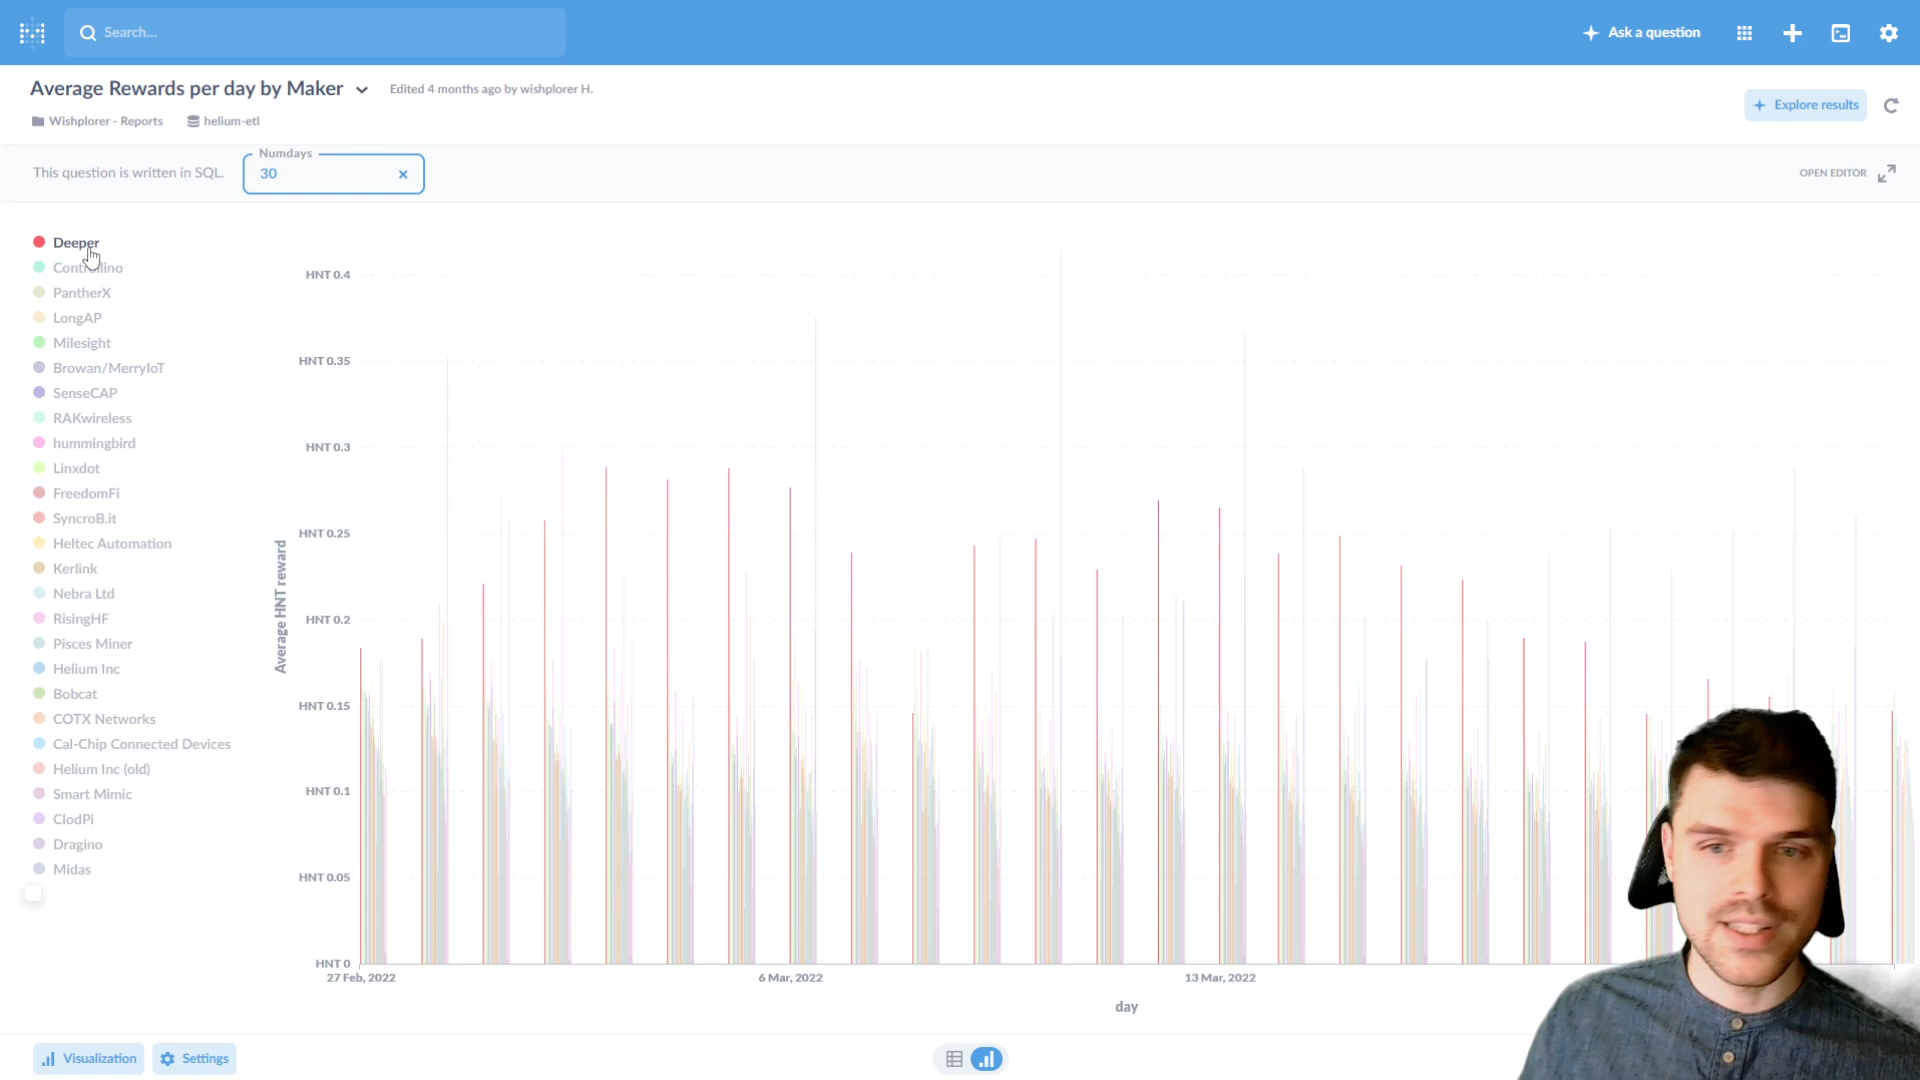 Search...
Ask a question
Average Rewards per day by Maker
Edited 4 months ago by wishplorer H.
Wishplorer - Reports
helium-etl
Explore results
This question is written in SQL.
Numdays
30
OPEN EDITOR
Deeper
Controllino
PantherX
LongAP
Milesight
Browan/MerryIoT
SenseCAP
RAKwireless
hummingbird
Linxdot
FreedomFi
SyncroB.it
Heltec Automation
Kerlink
Nebra Ltd
RisingHF
Pisces Miner
Helium Inc
Bobcat
COTX Networks
Cal-Chip Connected Devices
Helium Inc (old)
Smart Mimic
ClodPi
Dragino
Midas
Average HNT reward
HNT 0.4
HNT 0.35
HNT 0.3
HNT 0.25
HNT 0.2
HNT 0.15
HNT 0.1
HNT 0.05
HNT 0
27 Feb, 2022
6 Mar, 2022
13 Mar, 2022
day
Visualization
Settings